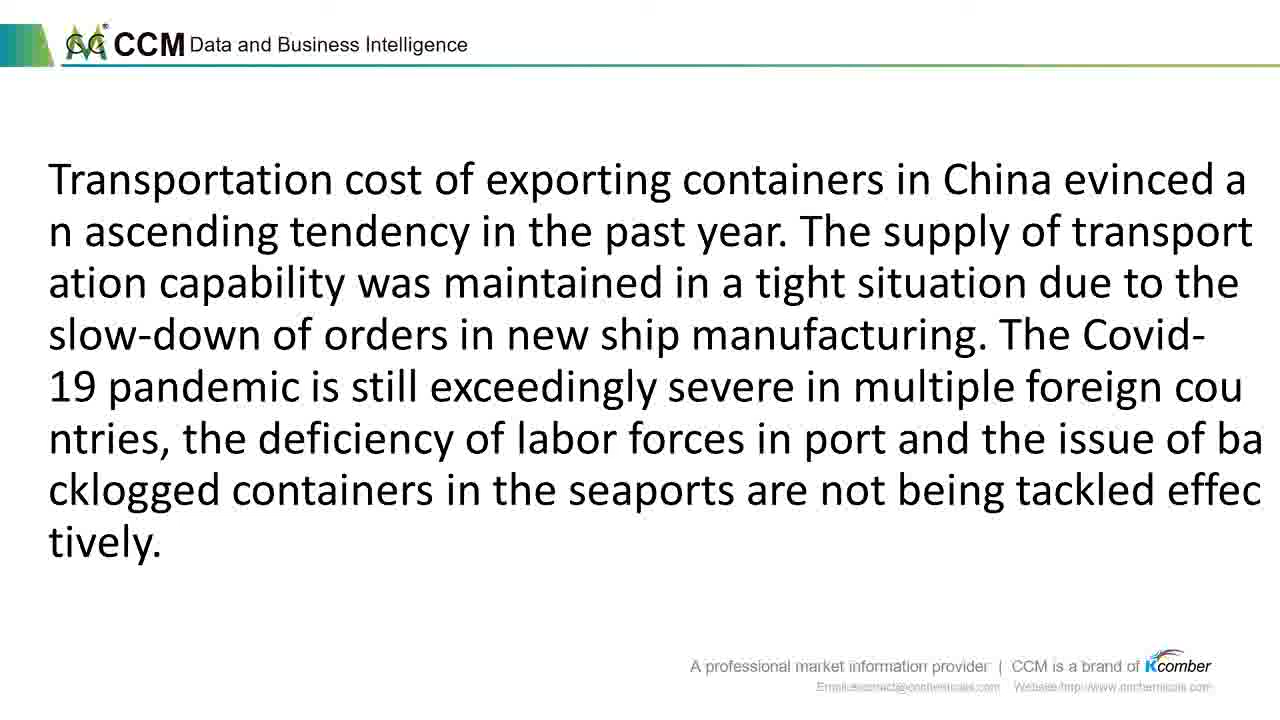 CCM Data and Business Intelligence
Transportation cost of exporting containers in China evinced a
n ascending tendency in the past year. The supply of transport
ation capability was maintained in a tight situation due to the
slow-down of orders in new ship manufacturing. The Covid-
19 pandemic is still exceedingly severe in multiple foreign cou
ntries, the deficiency of labor forces in port and the issue of ba
cklogged containers in the seaports are not being tackled effec
tively.
A professional market information provider | CCM is a brand of Kcomber